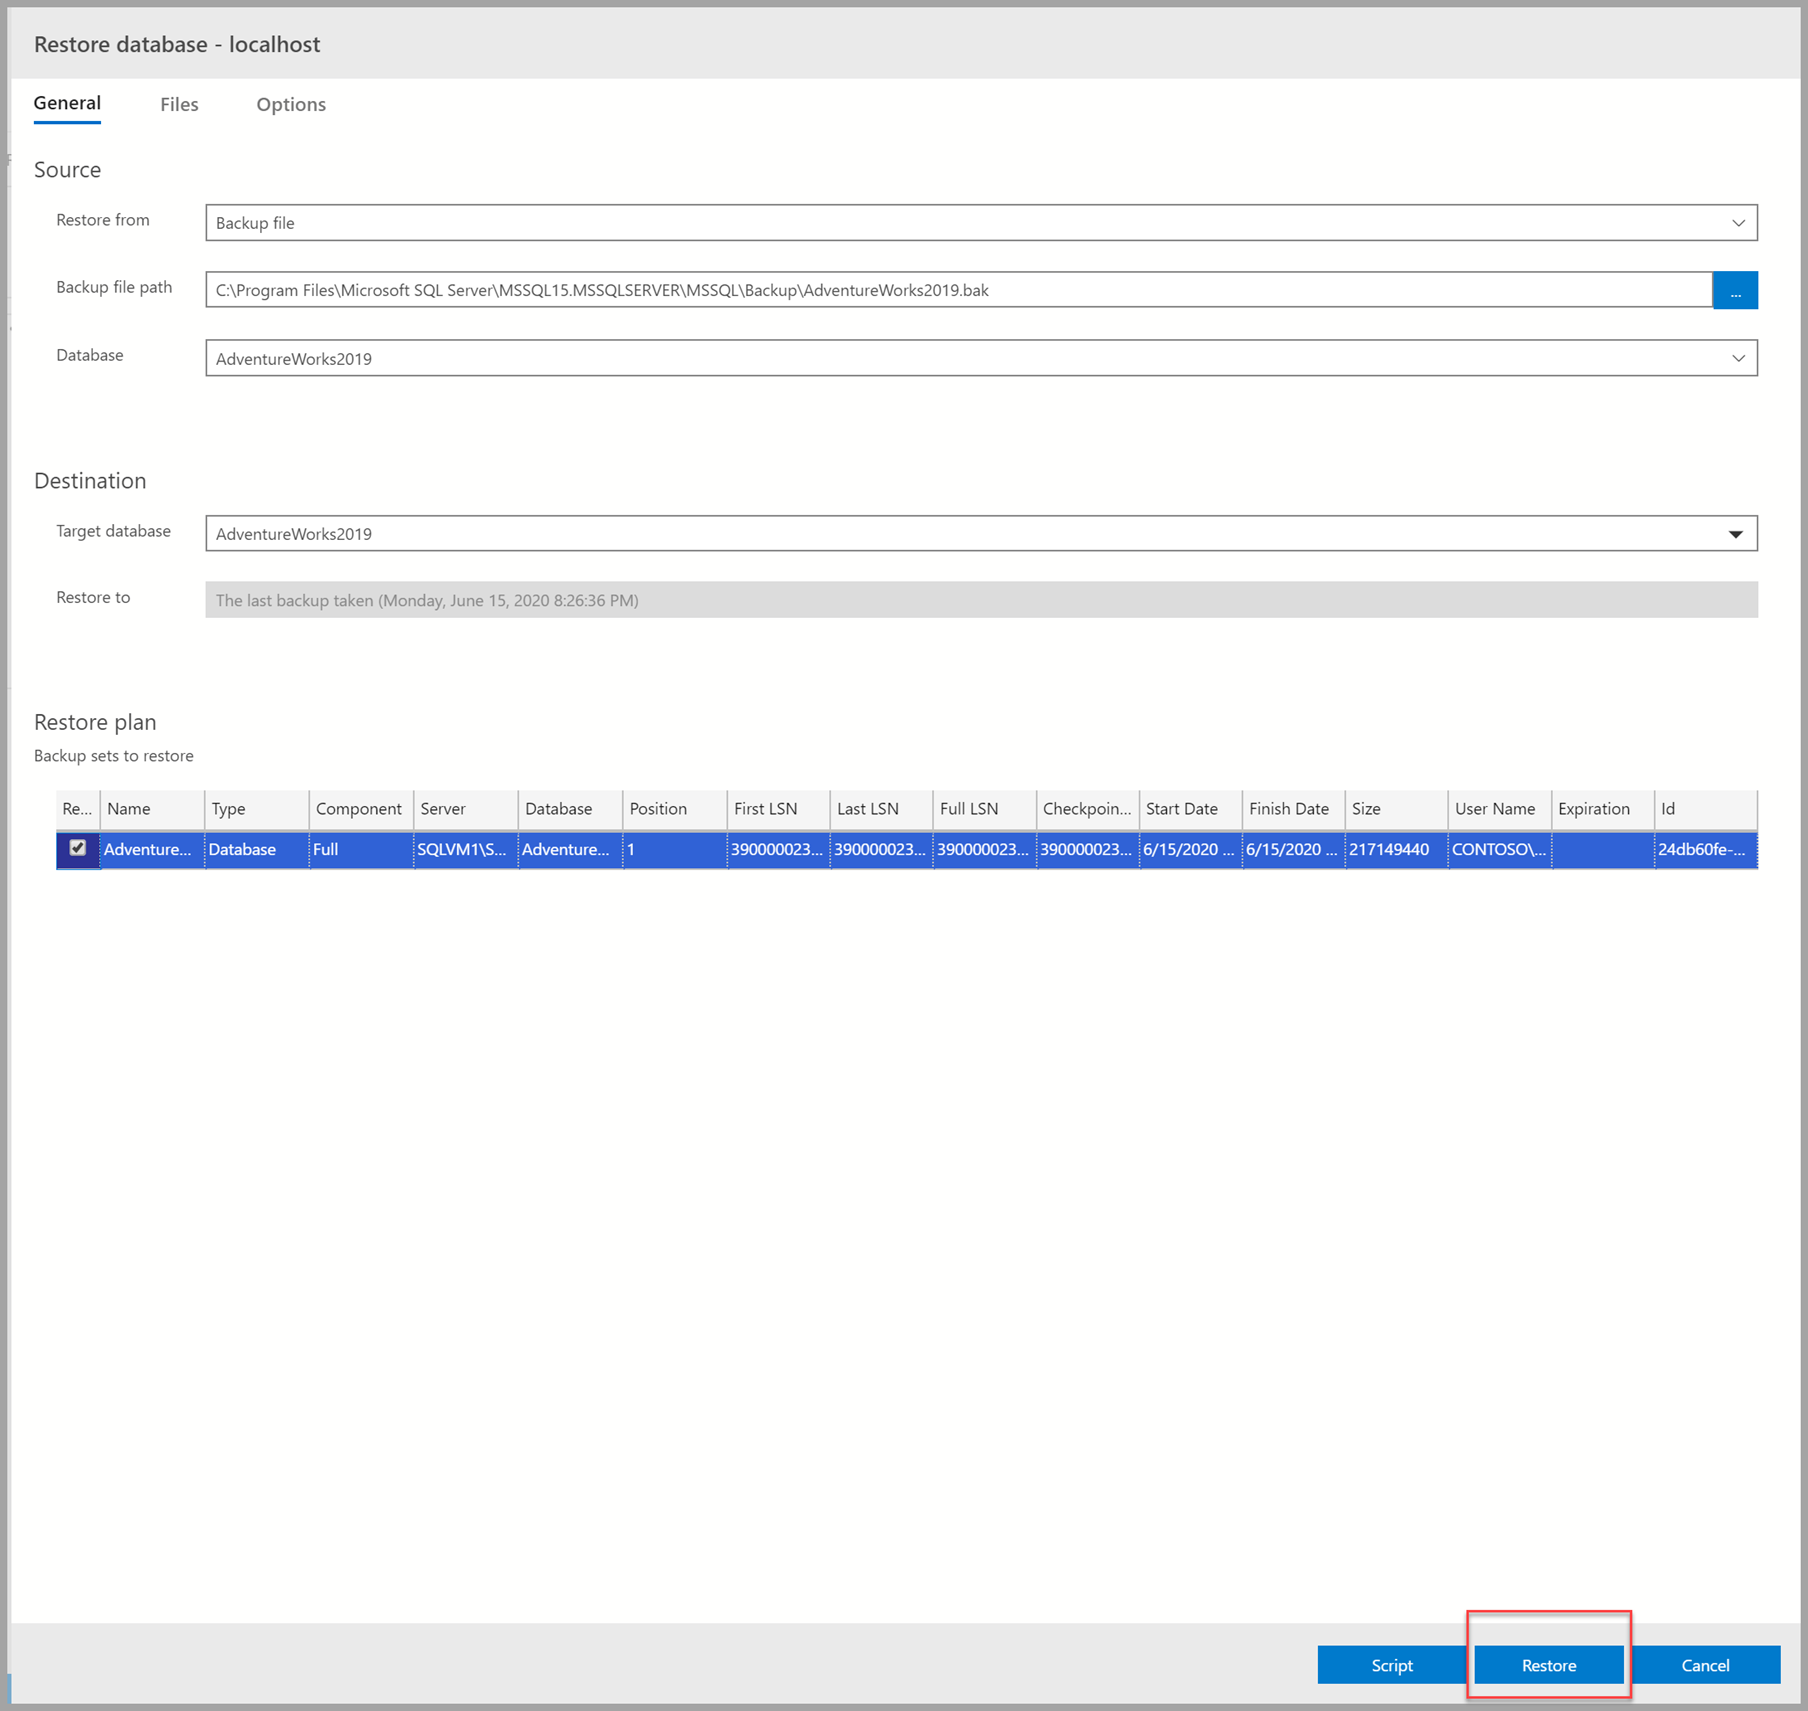 Restore database - localhost
General Files Options
Source
Restore from Backup file
Backup file path C:\Program Files\Microsoft SQL Server\MSSQL15.MSSQLSERVER\MSSQL\Backup\AdventureWorks2019.bak ...
Database AdventureWorks2019
Destination
Target database AdventureWorks2019
Restore to The last backup taken (Monday, June 15, 2020 8:26:36 PM)
Restore plan
Backup sets to restore
Re... Name Type Component Server Database Position First LSN Last LSN Full LSN Checkpoin... Start Date Finish Date Size User Name Expiration Id
Adventure... Database Full SQLVM1\S... Adventure... 1 390000023... 390000023... 390000023... 390000023... 6/15/2020 ... 6/15/2020 ... 217149440 CONTOSO\... 24db60fe-...
Script Restore Cancel